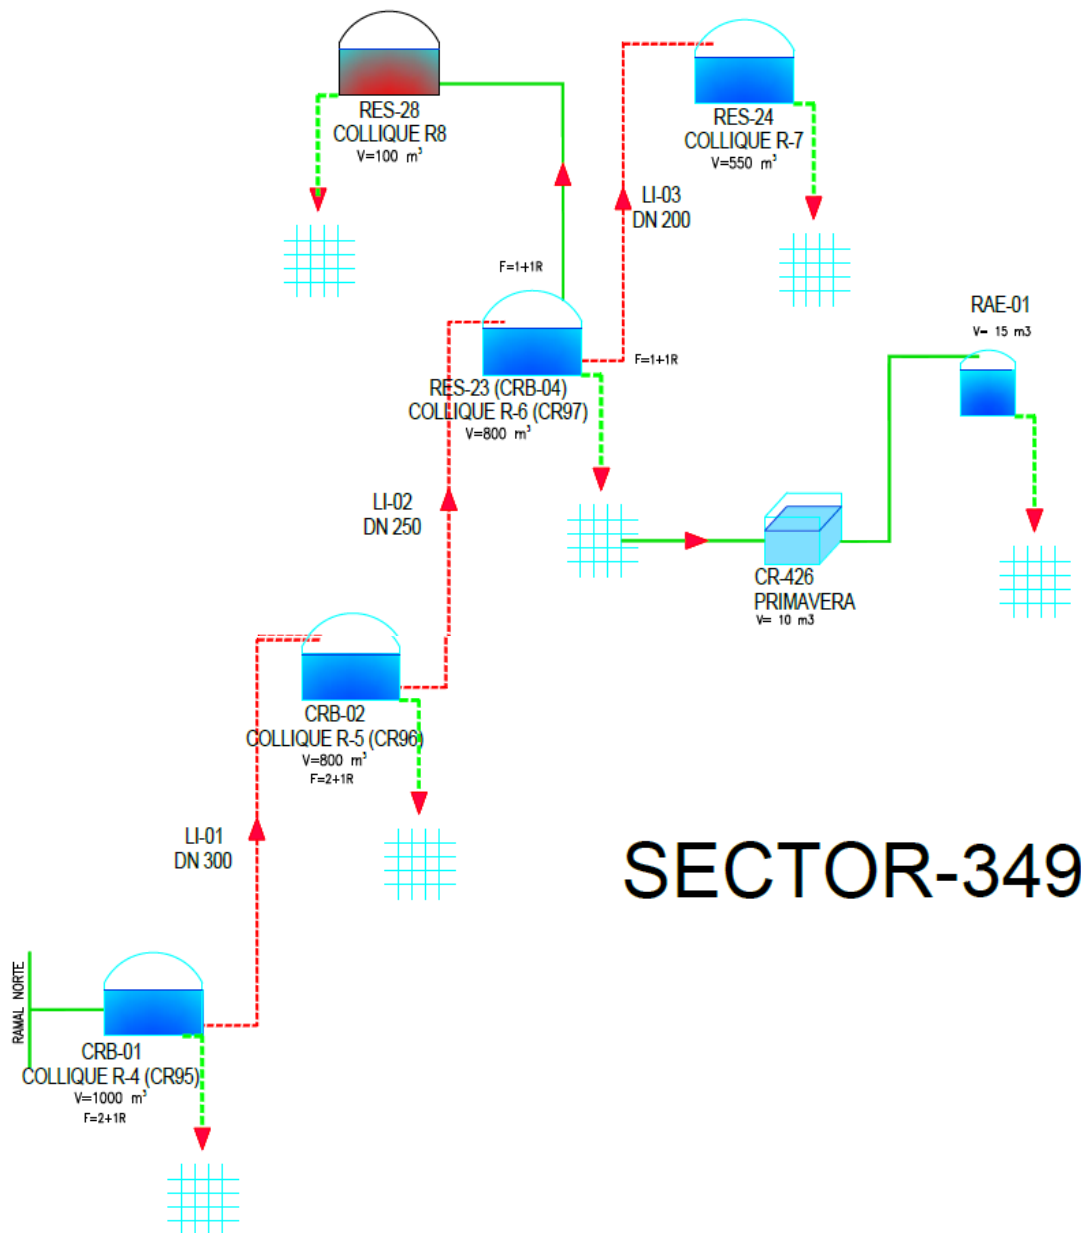 RES-28
COLLIQUE R8
V=100 m³
RES-24
COLLIQUE R-7
V=550 m³
LI-03
DN 200
F=1+1R
RAE-01
V= 15 m3
F=1+1R
RES-23 (CRB-04)
COLLIQUE R-6 (CR97)
V=800 m³
LI-02
DN 250
CR-426
PRIMAVERA
V= 10 m3
CRB-02
COLLIQUE R-5 (CR96)
V=800 m³
F=2+1R
LI-01
DN 300
SECTOR-349
RAMAL NORTE
CRB-01
COLLIQUE R-4 (CR95)
V=1000 m³
F=2+1R